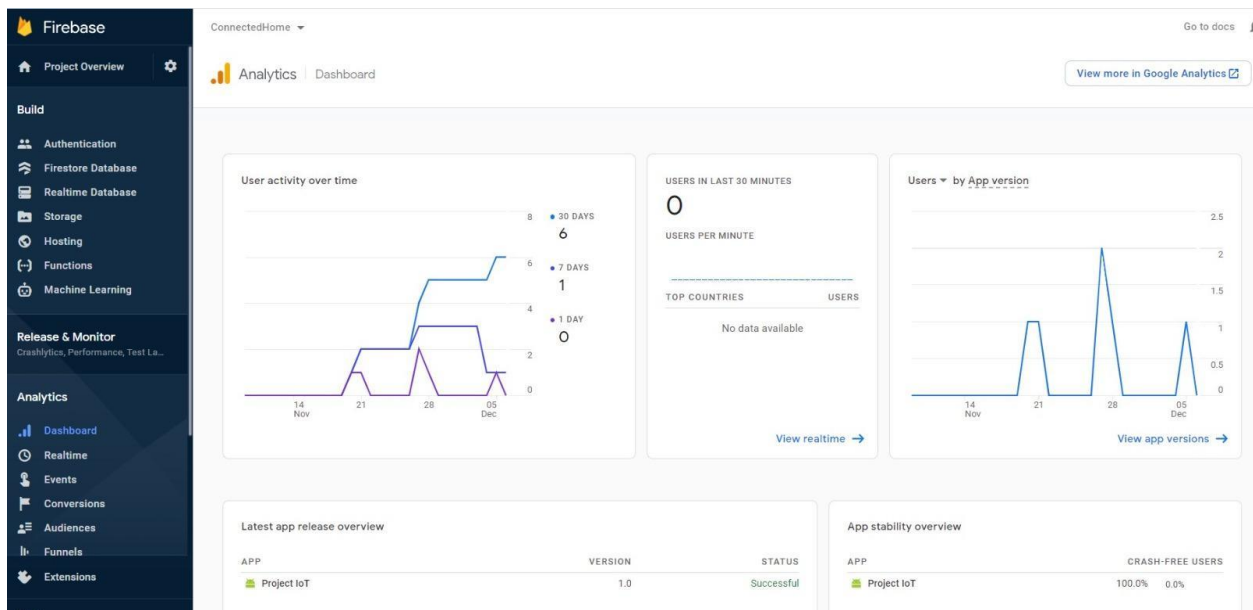 Firebase
Project Overview
Build
Authentication
Firestore Database
Realtime Database
Storage
Hosting
Functions
Machine Learning
Release & Monitor
Crashlytics, Performance, Test La...
Analytics
Dashboard
Realtime
Events
Conversions
Audiences
Funnels
Extensions
ConnectedHome
Go to docs
Analytics Dashboard
View more in Google Analytics
User activity over time
8
6
4
2
0
14 Nov
21
28
05 Dec
30 DAYS
6
7 DAYS
1
1 DAY
0
USERS IN LAST 30 MINUTES
0
USERS PER MINUTE
TOP COUNTRIES USERS
No data available
View realtime
Users by App version
2.5
2
1.5
1
0.5
0
14 Nov
21
28
05 Dec
View app versions
Latest app release overview
APP VERSION STATUS
Project IoT 1.0 Successful
App stability overview
APP CRASH-FREE USERS
Project IoT 100.0% 0.0%